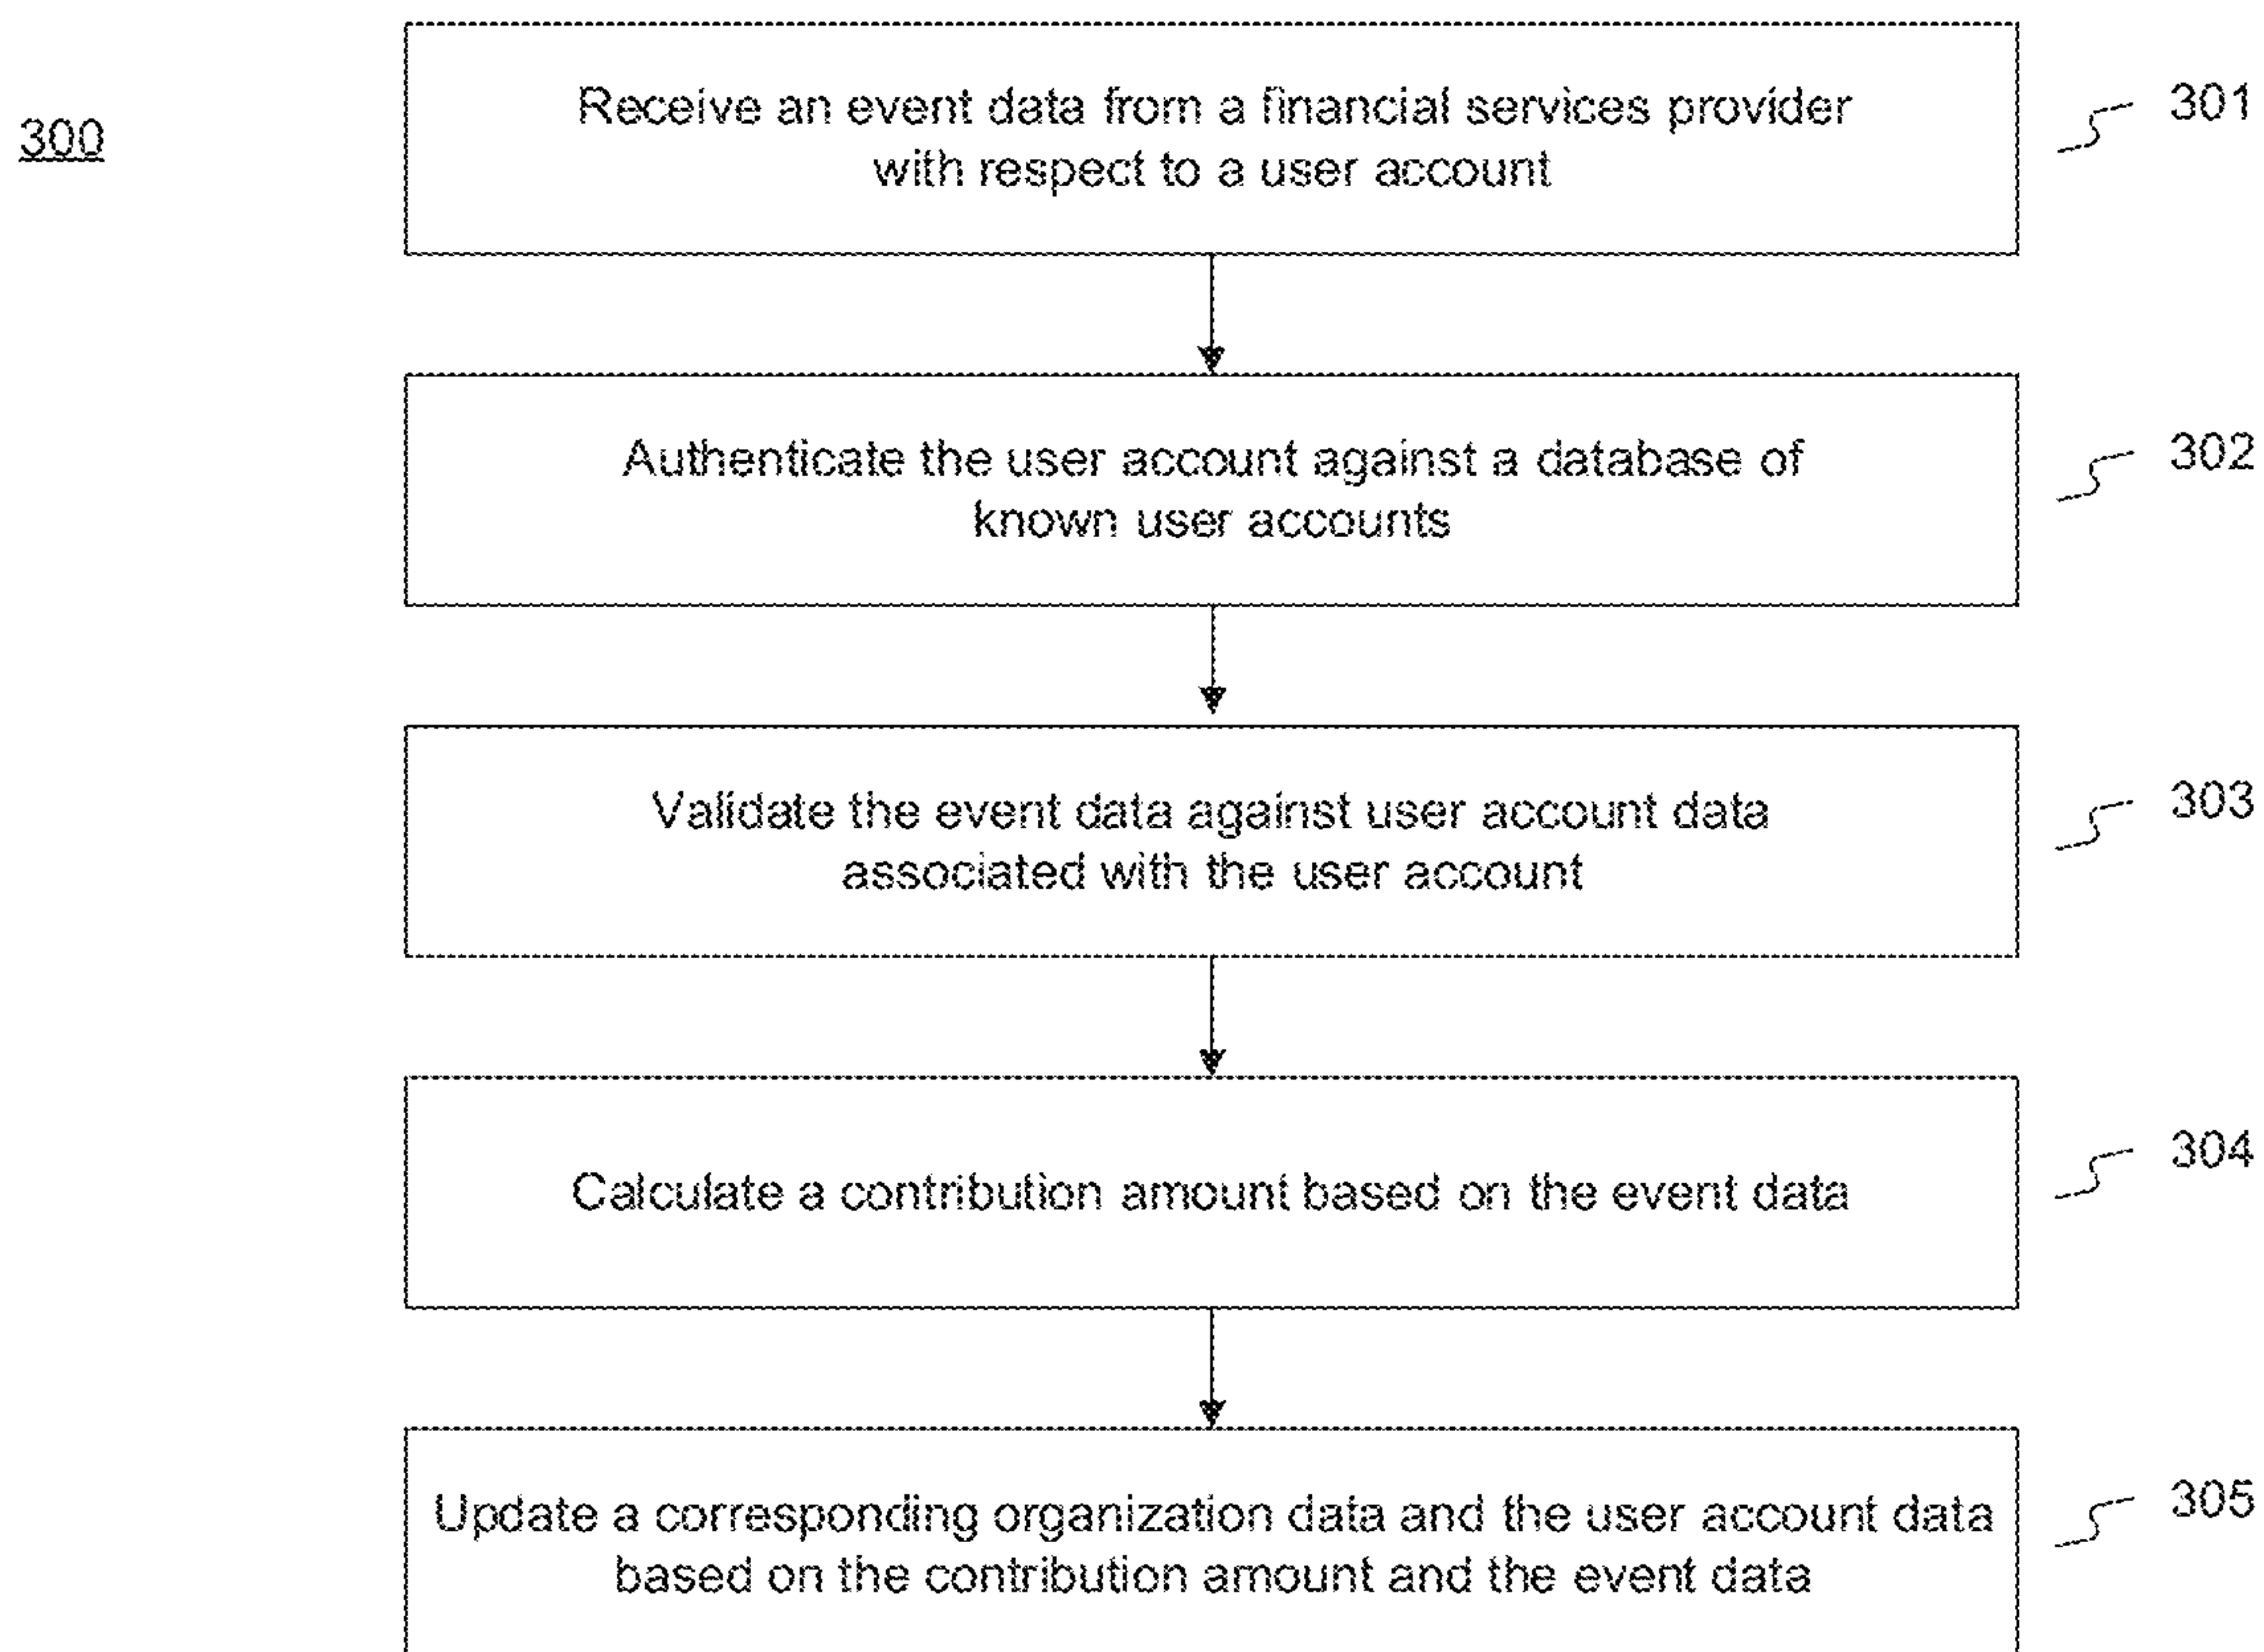 300
Receive an event data from a financial services provider
with respect to a user account
301
Authenticate the user account against a database of
known user accounts
302
Validate the event data against user account data
associated with the user account
303
Calculate a contribution amount based on the event data
304
Update a corresponding organization data and the user account data
based on the contribution amount and the event data
305